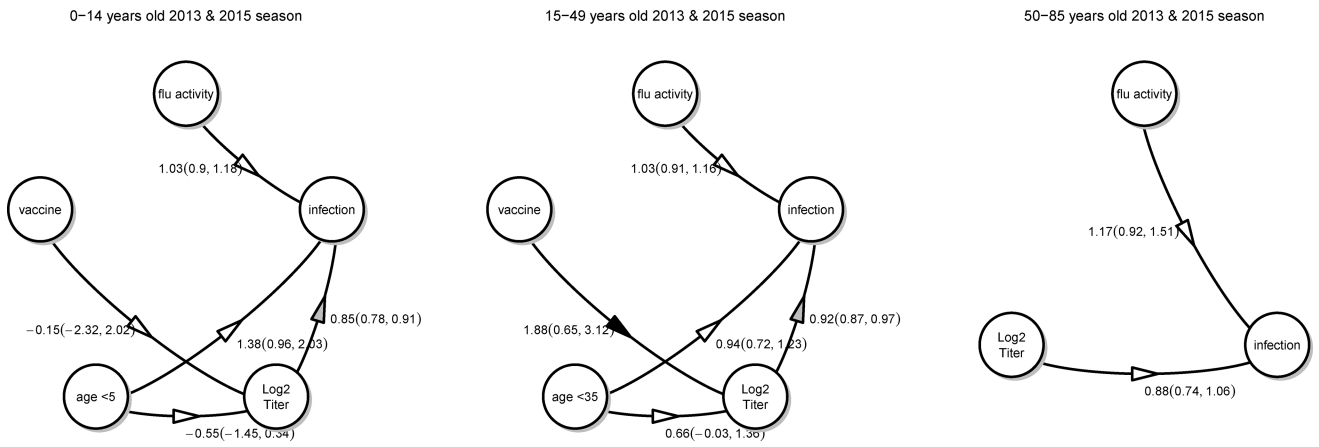 0−14 years old 2013 & 2015 season
flu activity
1.03(0.9, 1.18)
vaccine
infection
−0.15(−2.32, 2.02)
0.85(0.78, 0.91)
1.38(0.96, 2.03)
age <5
Log2
Titer
−0.55(−1.45, 0.34)
15−49 years old 2013 & 2015 season
flu activity
1.03(0.91, 1.16)
vaccine
infection
1.88(0.65, 3.12)
0.92(0.87, 0.97)
0.94(0.72, 1.23)
age <35
Log2
Titer
0.66(−0.03, 1.36)
50−85 years old 2013 & 2015 season
flu activity
1.17(0.92, 1.51)
Log2
Titer
infection
0.88(0.74, 1.06)